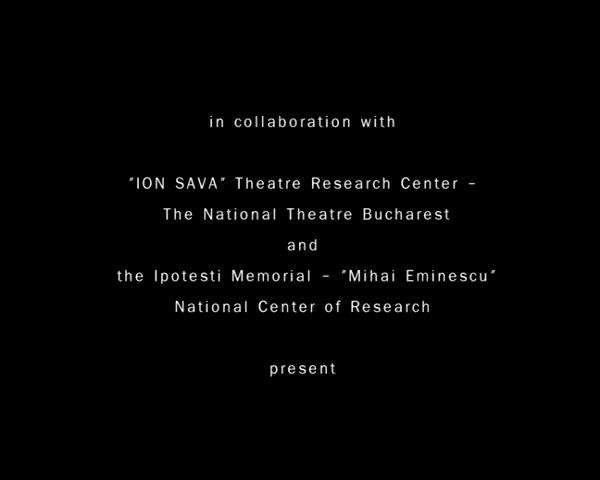 in collaboration with
"ION SAVA" Theatre Research Center –
The National Theatre Bucharest
and
the Ipotesti Memorial – "Mihai Eminescu"
National Center of Research
present